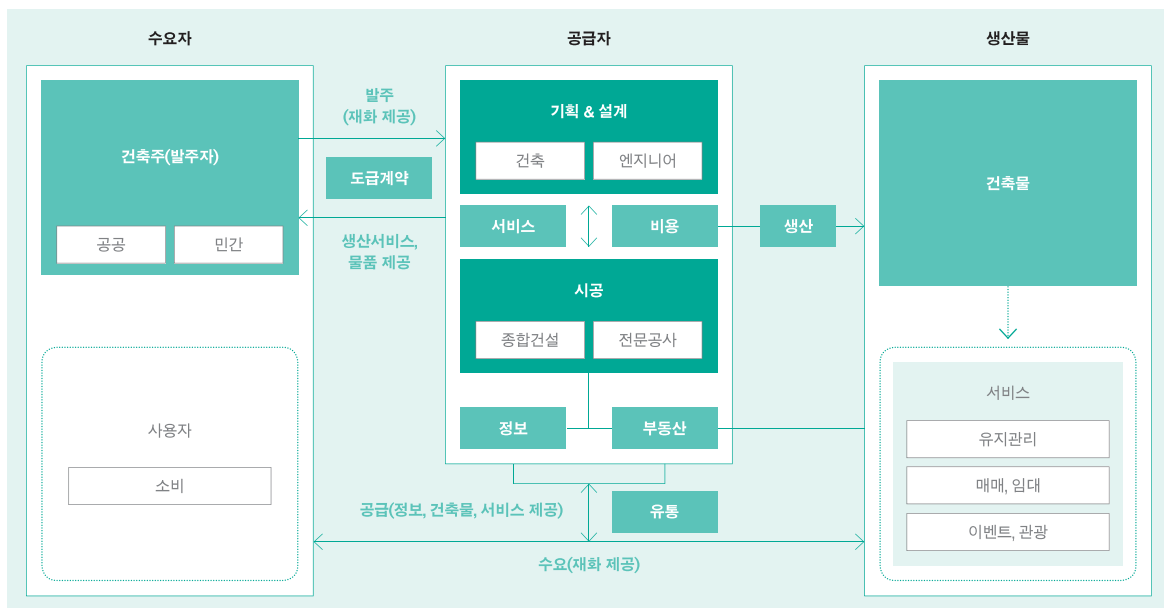 수요자
건축주(발주자)
공공
민간
사용자
소비
발주
(재화 제공)
도급계약
생산서비스,
물품 제공
공급자
기획 & 설계
건축
엔지니어
서비스
비용
시공
종합건설
전문공사
정보
부동산
공급(정보, 건축물, 서비스 제공)
유통
수요(재화 제공)
생산
생산물
건축물
서비스
유지관리
매매, 임대
이벤트, 관광